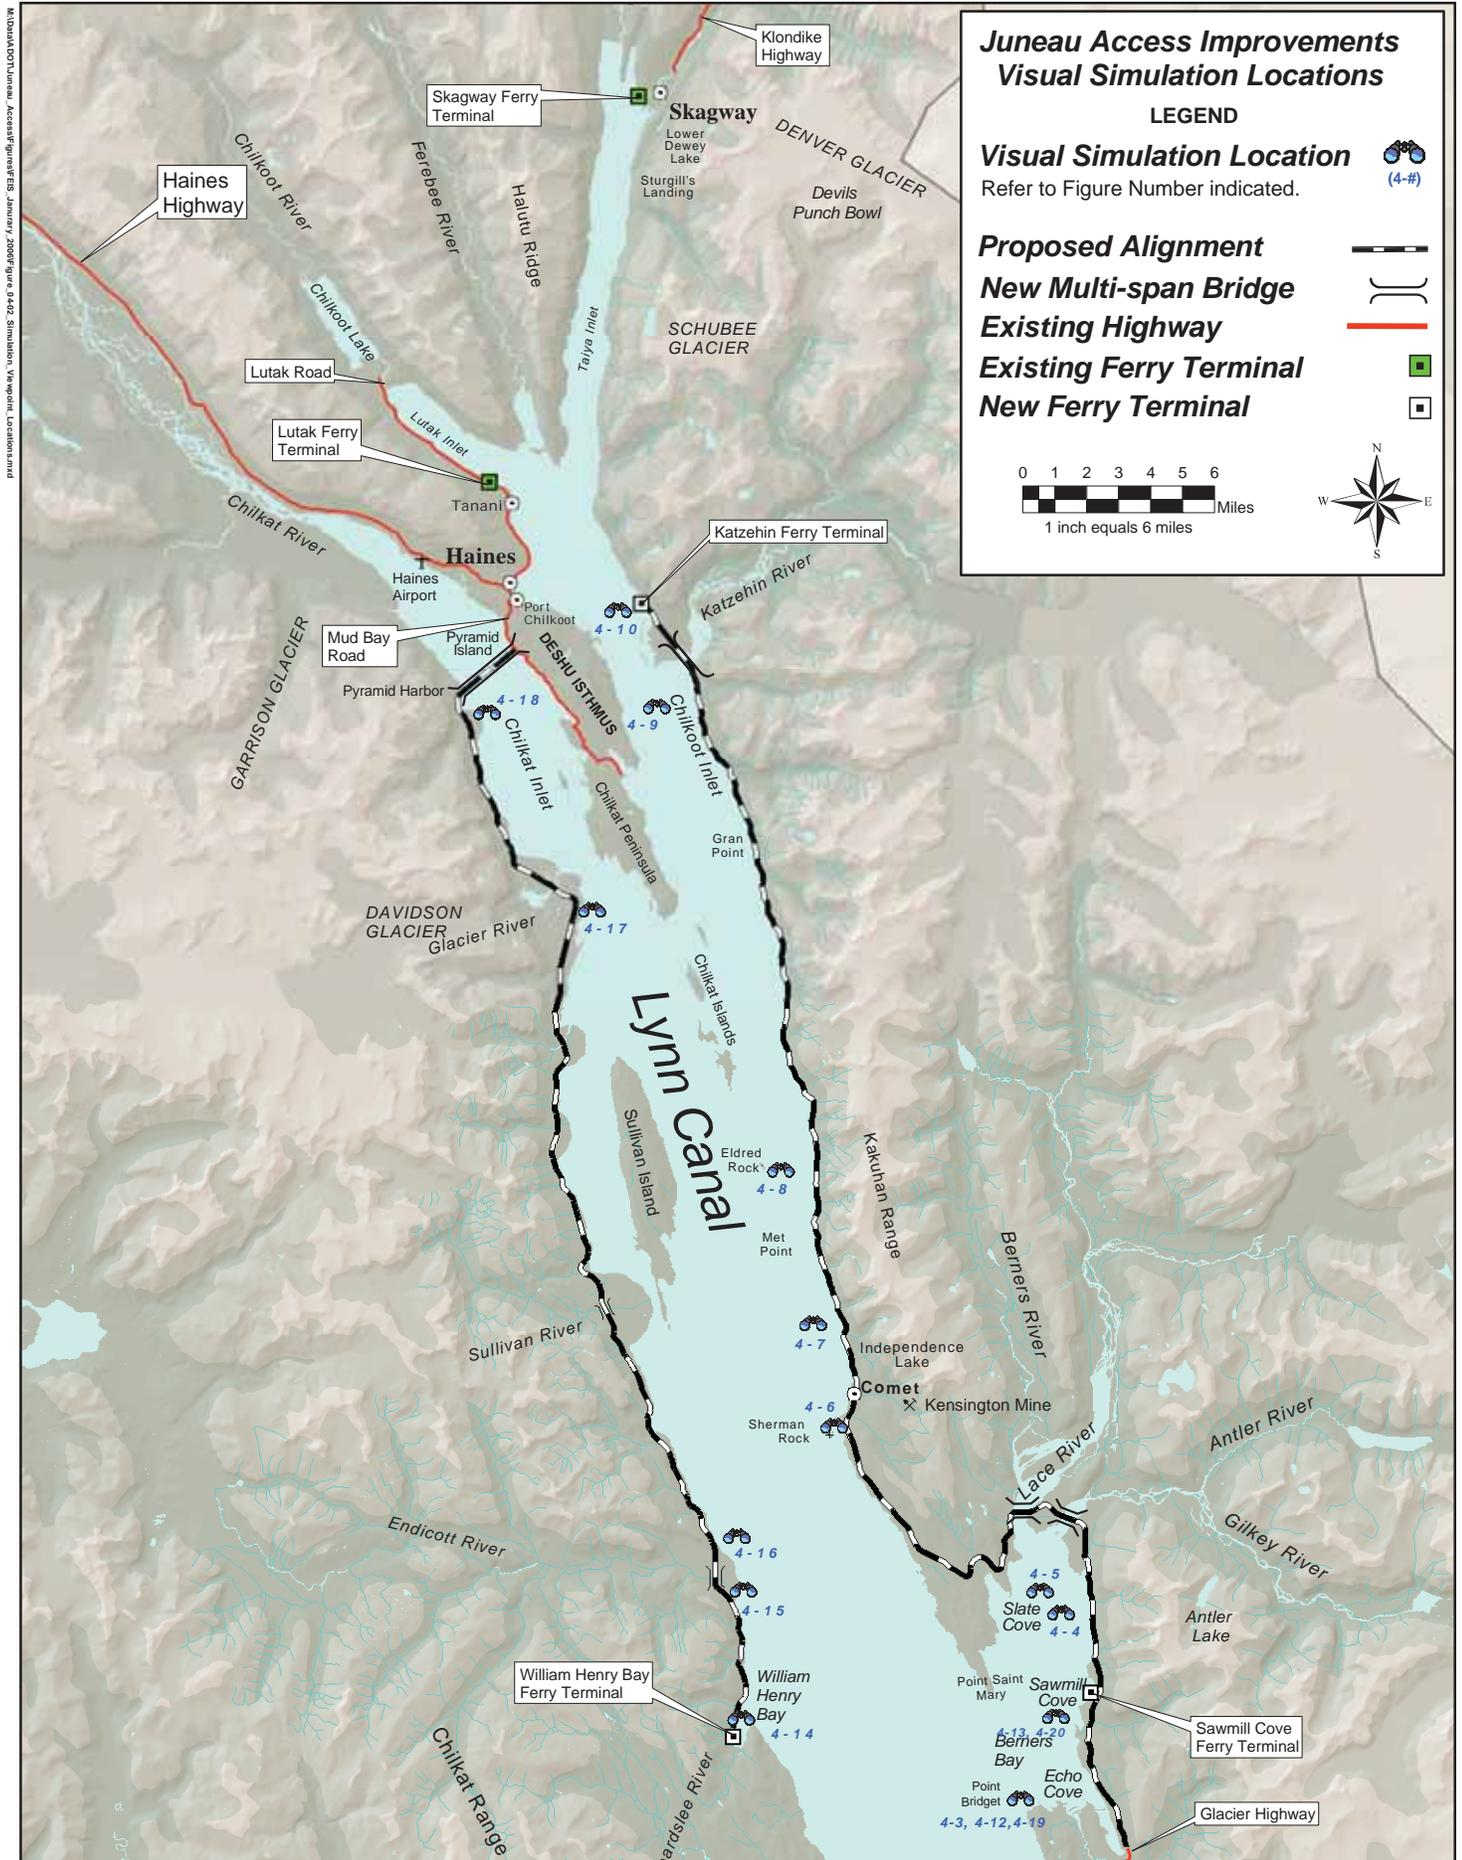 M:\Data\ADOT\Juneau_Access\Figures\FEIS_Janurary_2006\Figure_04-02_Simulation_Viewpoint_Locations.mxd
Juneau Access Improvements
Visual Simulation Locations
LEGEND
Visual Simulation Location
(4-#)
Refer to Figure Number indicated.
Proposed Alignment
New Multi-span Bridge
Existing Highway
Existing Ferry Terminal
New Ferry Terminal
0 1 2 3 4 5 6
Miles
1 inch equals 6 miles
N
W
E
S
Klondike
Highway
Skagway Ferry
Terminal
Skagway
Lower
Dewey
Lake
Sturgill's
Landing
DENVER GLACIER
Devils
Punch Bowl
Haines
Highway
Chilkoot River
Ferebee River
Halutu Ridge
Chilkoot Lake
Taiya Inlet
SCHUBEE
GLACIER
Lutak Road
Lutak Inlet
Lutak Ferry
Terminal
Tanani
Chilkat River
Haines
Haines
Airport
Port
Chilkoot
Katzehin Ferry Terminal
Katzehin River
4-10
Mud Bay
Road
Pyramid
Island
DESHU ISTHMUS
Pyramid Harbor
GARRISON GLACIER
4-18
4-9
Chilkat Inlet
Chilkoot Inlet
Chilkat Peninsula
Gran
Point
DAVIDSON
GLACIER
Glacier River
4-17
Chilkat Islands
Lynn Canal
Sullivan Island
Eldred
Rock
4-8
Kakuhan Range
Met
Point
Berners River
Sullivan River
4-7
Independence
Lake
Comet
Kensington Mine
4-6
Sherman
Rock
Lace River
Antler River
Gilkey River
Endicott River
4-16
4-15
4-5
Slate
Cove
4-4
Antler
Lake
William Henry Bay
Ferry Terminal
William
Henry
Bay
4-14
Point Saint
Mary
Sawmill
Cove
4-13, 4-20
Berners
Bay
Sawmill Cove
Ferry Terminal
Echo
Cove
Point
Bridget
4-3, 4-12,4-19
Glacier Highway
Chilkat Range
ardslee River